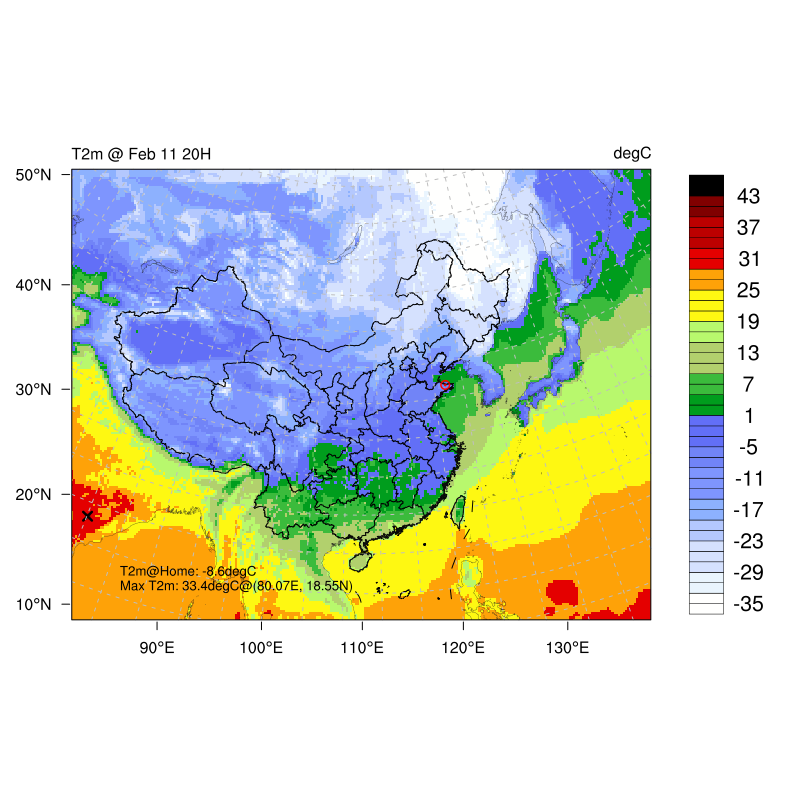 T2m @ Feb 11 20H
degC
50°N
40°N
30°N
20°N
10°N
43
37
31
25
19
13
7
1
-5
-11
-17
-23
-29
-35
T2m@Home: -8.6degC
Max T2m: 33.4degC@(80.07E, 18.55N)
90°E
100°E
110°E
120°E
130°E